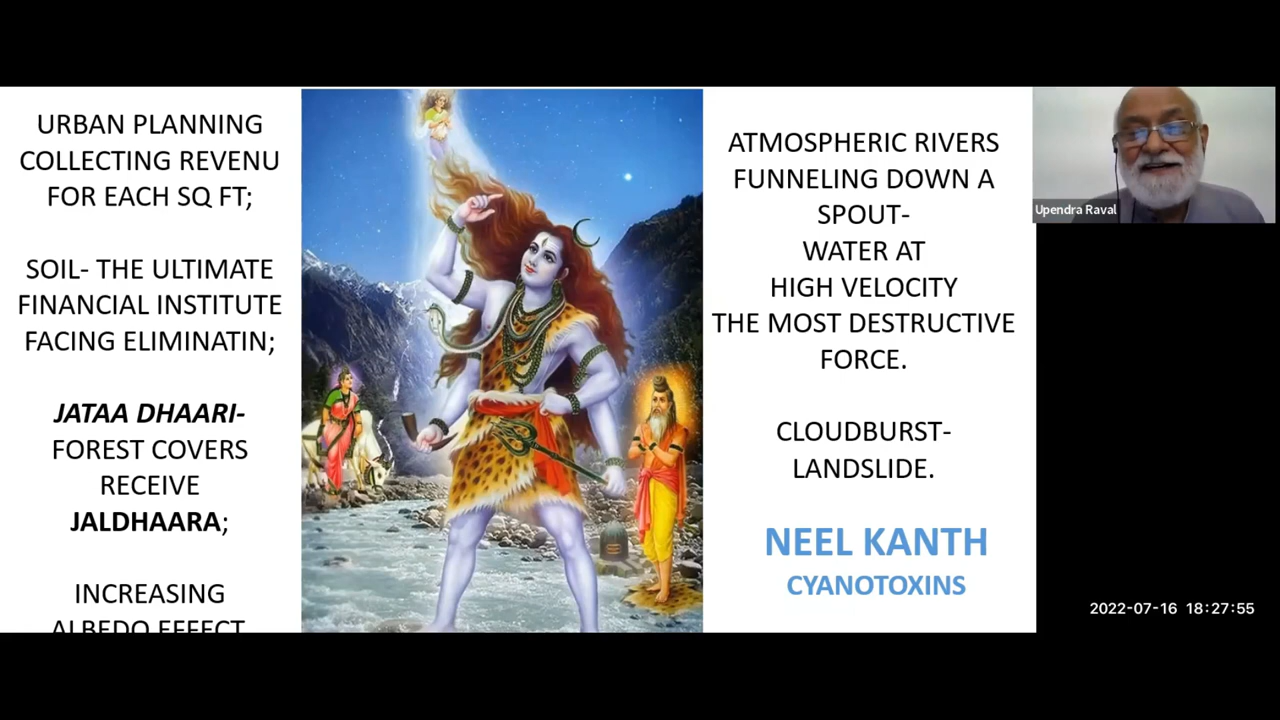 URBAN PLANNING
COLLECTING REVENU
FOR EACH SQ FT;
SOIL- THE ULTIMATE
FINANCIAL INSTITUTE
FACING ELIMINATIN;
JATAA DHAARI-
FOREST COVERS
RECEIVE
JALDHAARA;
INCREASING
ALBEDO EFFECT
ATMOSPHERIC RIVERS
FUNNELING DOWN A
SPOUT-
WATER AT
HIGH VELOCITY
THE MOST DESTRUCTIVE
FORCE.
CLOUDBURST-
LANDSLIDE.
NEEL KANTH
CYANOTOXINS
Upendra Raval
2022-07-16 18:27:55